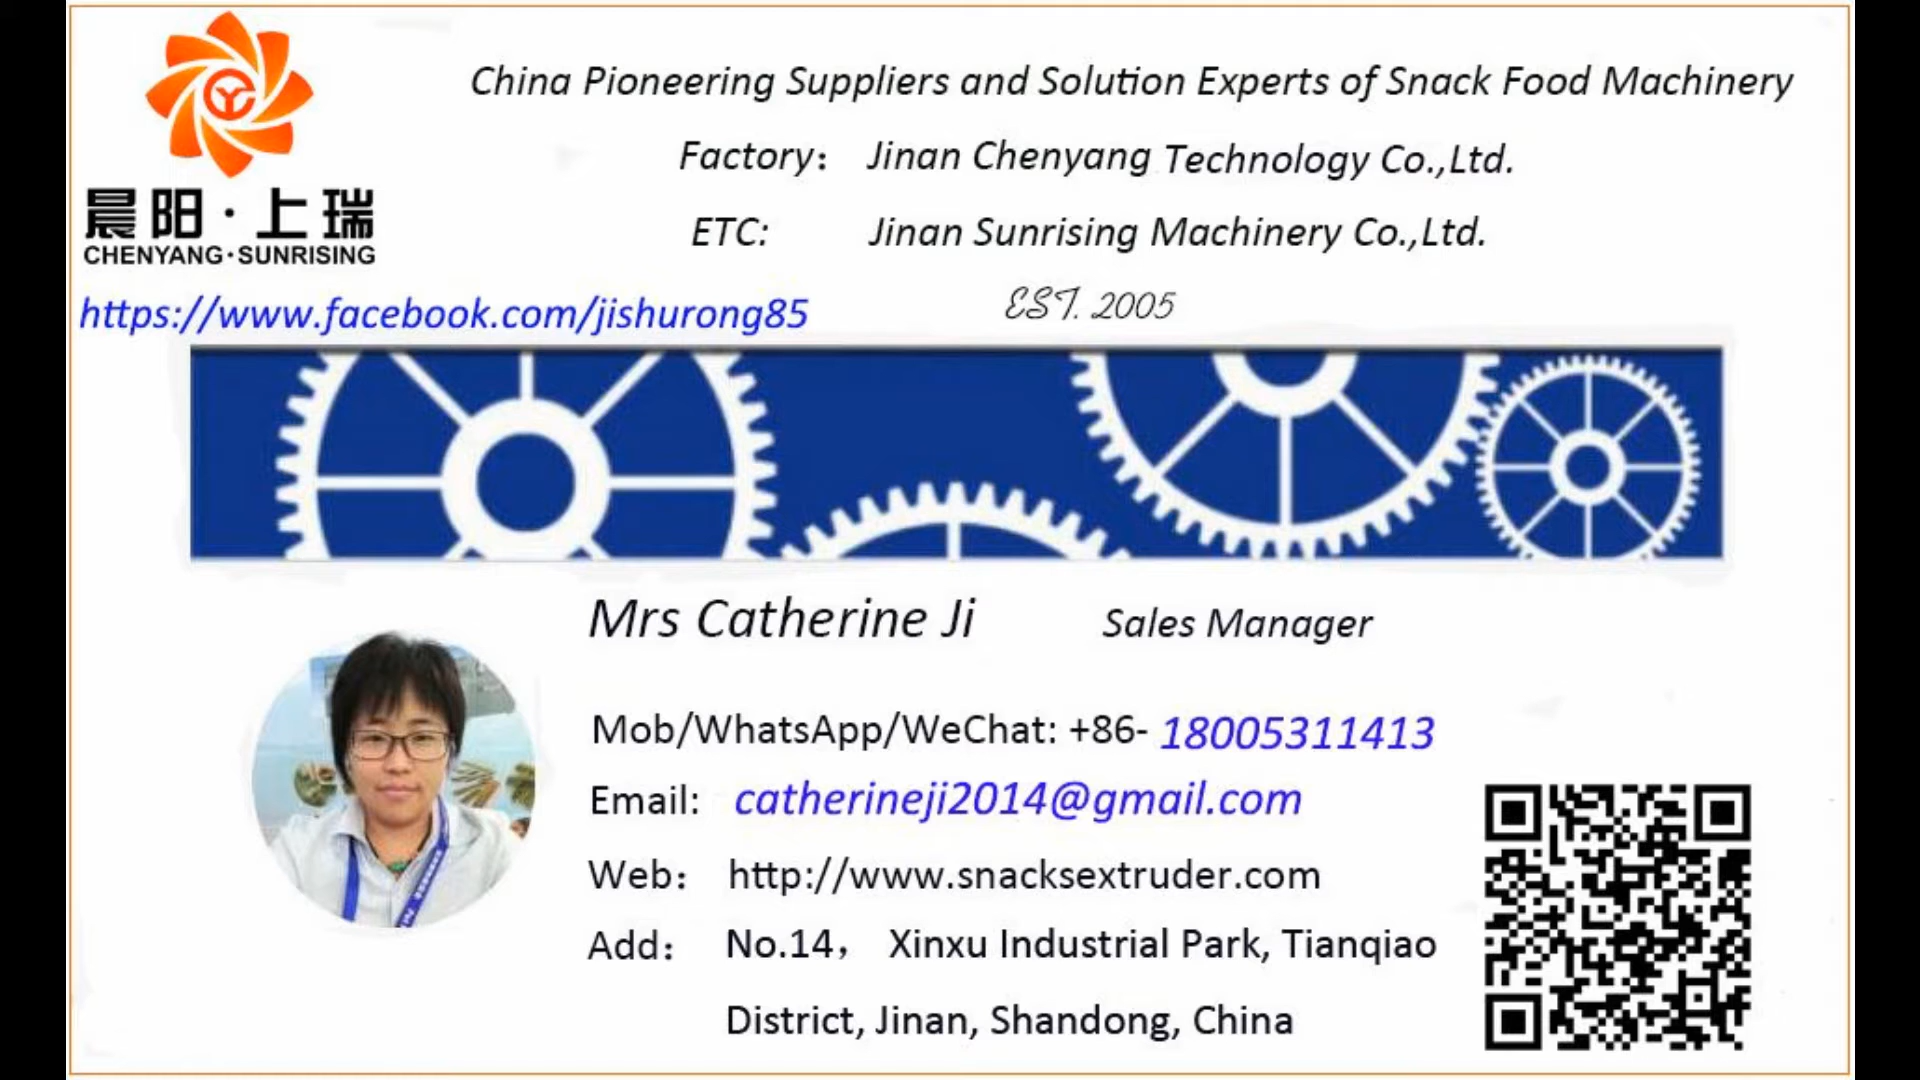 China Pioneering Suppliers and Solution Experts of Snack Food Machinery
Factory： Jinan Chenyang Technology Co.,Ltd.
晨阳·上瑞
CHENYANG·SUNRISING
ETC: Jinan Sunrising Machinery Co.,Ltd.
https://www.facebook.com/jishurong85
EST. 2005
Mrs Catherine Ji Sales Manager
Mob/WhatsApp/WeChat: +86- 18005311413
Email: catherineji2014@gmail.com
Web： http://www.snacksextruder.com
Add： No.14， Xinxu Industrial Park, Tianqiao
District, Jinan, Shandong, China